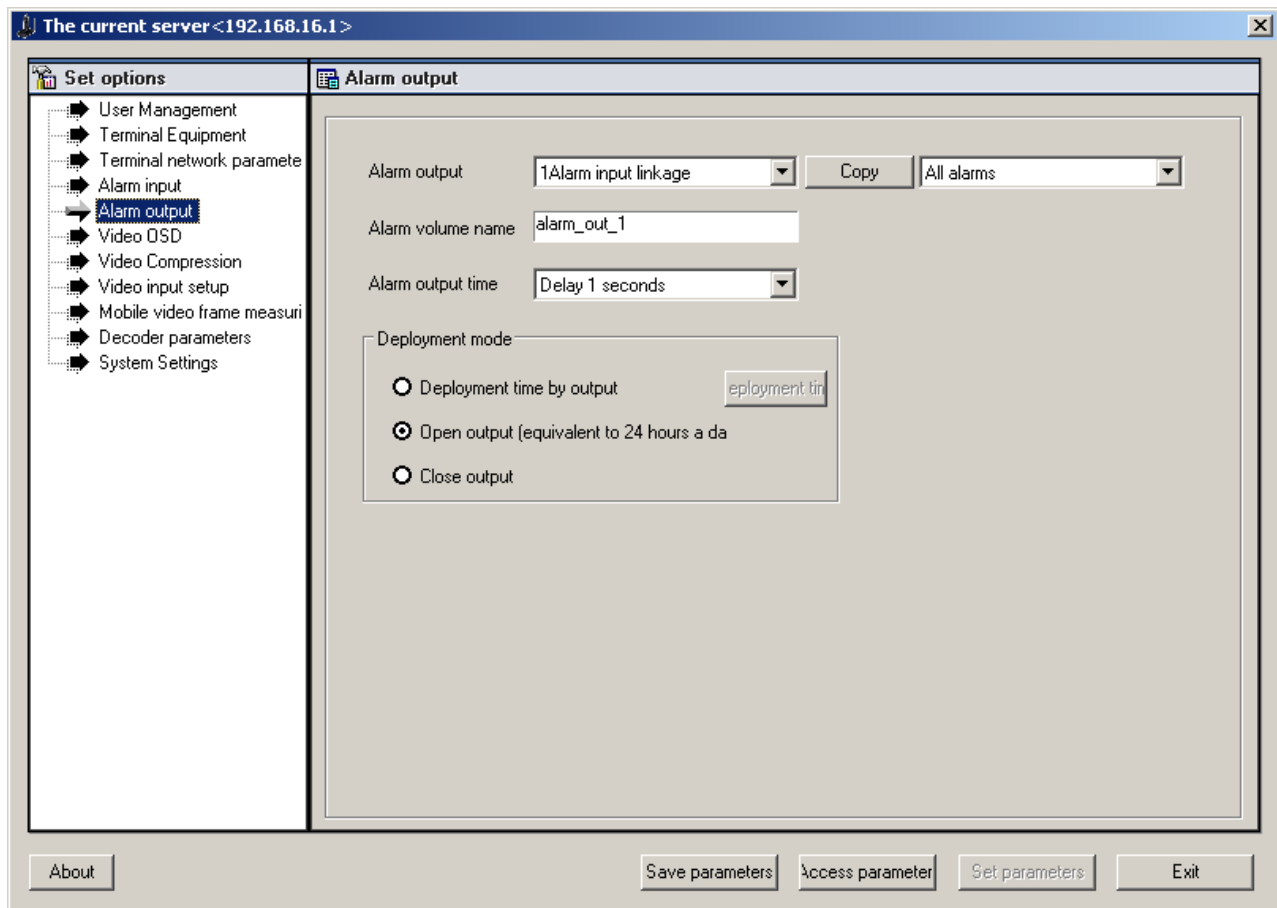 The current server<192.168.16.1>
Set options
User Management
Terminal Equipment
Terminal network paramete
Alarm input
Alarm output
Video OSD
Video Compression
Video input setup
Mobile video frame measuri
Decoder parameters
System Settings
Alarm output
Alarm output 1Alarm input linkage Copy All alarms
Alarm volume name alarm_out_1
Alarm output time Delay 1 seconds
Deployment mode
Deployment time by output eployment tin
Open output (equivalent to 24 hours a da
Close output
About Save parameters Access parameter Set parameters Exit